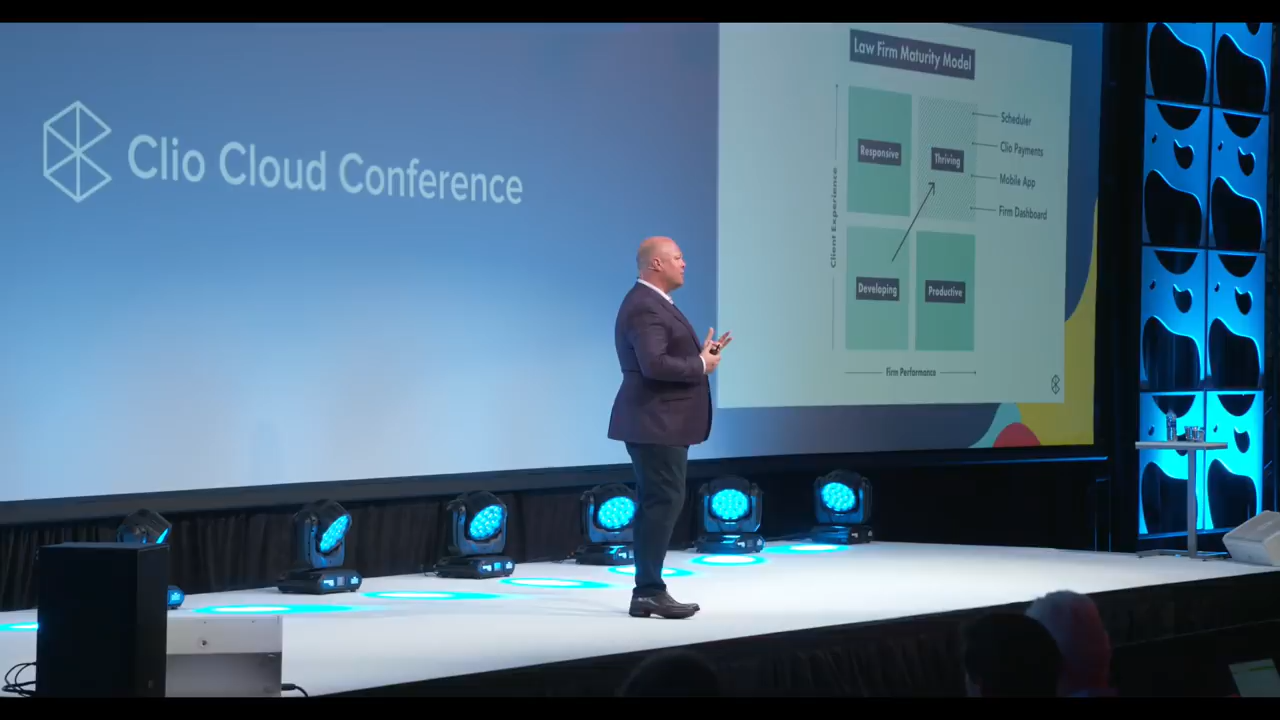 Clio Cloud Conference
Law Firm Maturity Model
Client Experience
Responsive
Thriving
Developing
Productive
Scheduler
Clio Payments
Mobile App
Firm Dashboard
Firm Performance